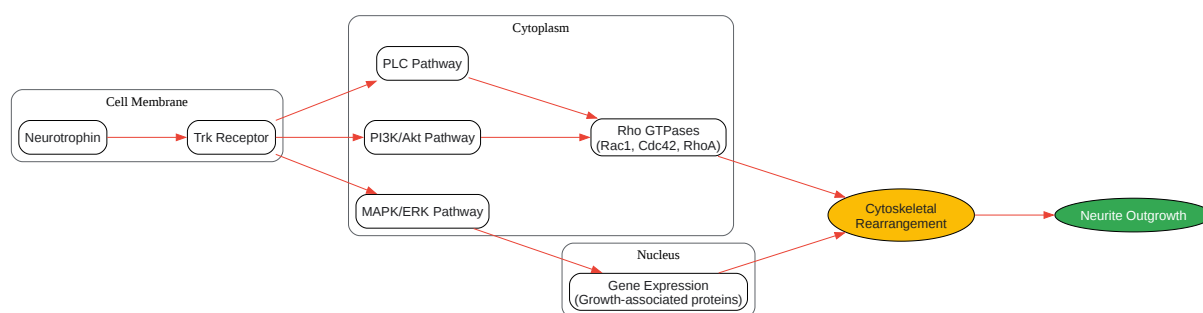 Cytoplasm
PLC Pathway
Cell Membrane
Neurotrophin
Trk Receptor
PI3K/Akt Pathway
Rho GTPases
(Rac1, Cdc42, RhoA)
MAPK/ERK Pathway
Cytoskeletal
Rearrangement
Neurite Outgrowth
Nucleus
Gene Expression
(Growth-associated proteins)